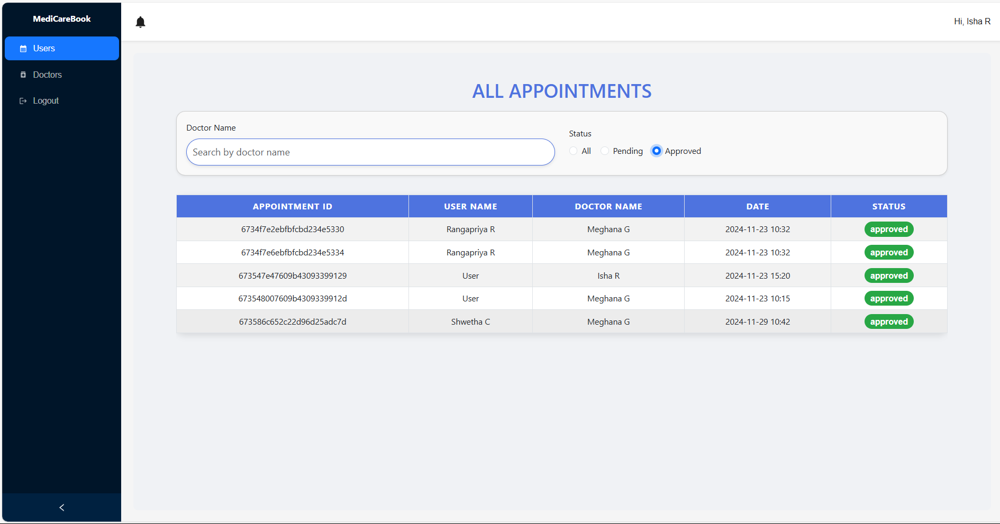 MediCareBook
Users
Doctors
Logout
Hi, Isha R
ALL APPOINTMENTS
Doctor Name
Search by doctor name
Status
All Pending Approved
APPOINTMENT ID USER NAME DOCTOR NAME DATE STATUS
6734f7e2ebfbfcbd234e5330 Rangapriya R Meghana G 2024-11-23 10:32 approved
6734f7e6ebfbfcbd234e5334 Rangapriya R Meghana G 2024-11-23 10:32 approved
673547e47609b43093399129 User Isha R 2024-11-23 15:20 approved
673548007609b4309339912d User Meghana G 2024-11-23 10:15 approved
673586c652c22d96d25adc7d Shwetha C Meghana G 2024-11-29 10:42 approved